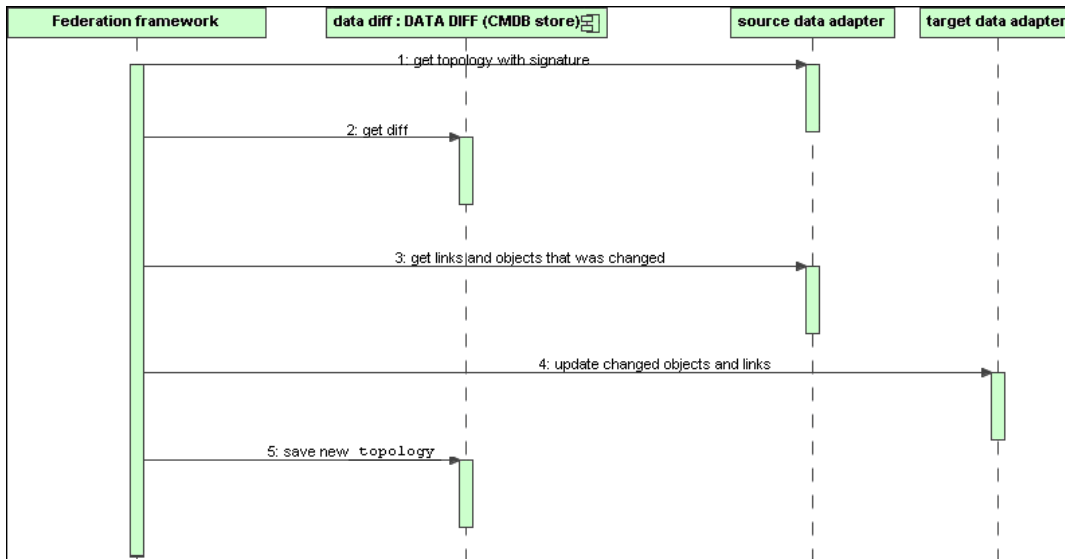 Federation framework
data diff : DATA DIFF (CMDB store)
source data adapter
target data adapter
1: get topology with signature
2: get diff
3: get links and objects that was changed
4: update changed objects and links
5: save new topology